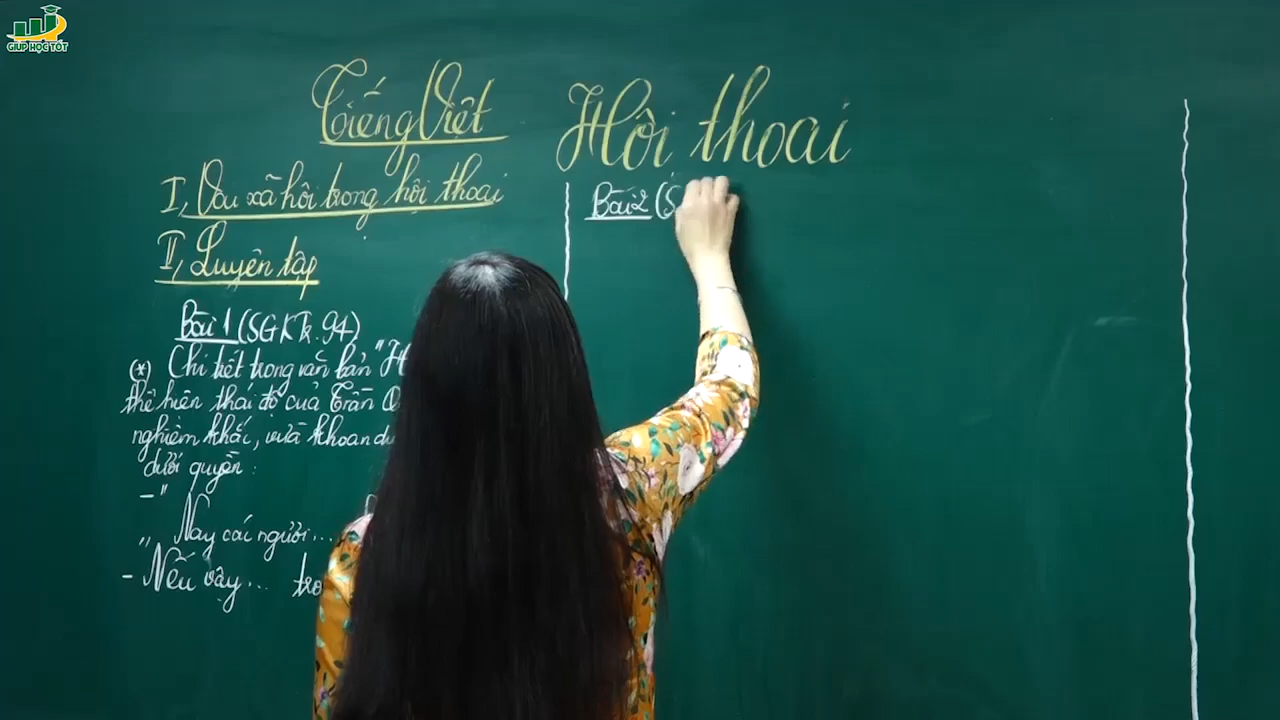 GIÚP HỌC TỐT
Tiếng Việt
Hội thoại
I, Vai xã hội trong hội thoại
II, Luyện tập
Bài 1 (SGK Tr. 94)
(*) Chi tiết trong văn bản "H
thể hiện thái độ của Trần Q
nghiêm khắc, vừa khoan du
dưới quyền:
- "
" Nay các ngươi...
- Nếu vậy... tro
Bài 2 (S